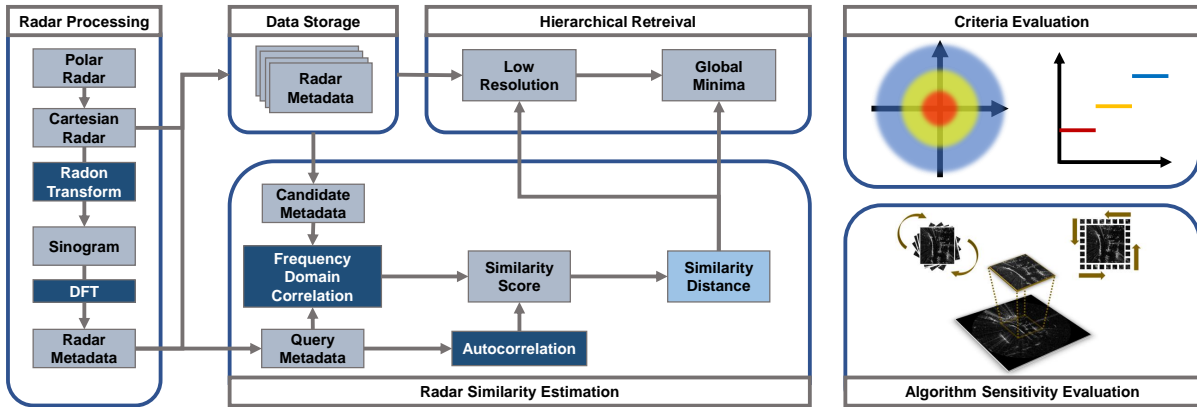 Radar Processing
Polar
Radar
Cartesian
Radar
Radon
Transform
Sinogram
DFT
Radar
Metadata
Data Storage
Radar
Metadata
Hierarchical Retreival
Low
Resolution
Global
Minima
Candidate
Metadata
Frequency
Domain
Correlation
Query
Metadata
Similarity
Score
Autocorrelation
Similarity
Distance
Radar Similarity Estimation
Criteria Evaluation
Algorithm Sensitivity Evaluation